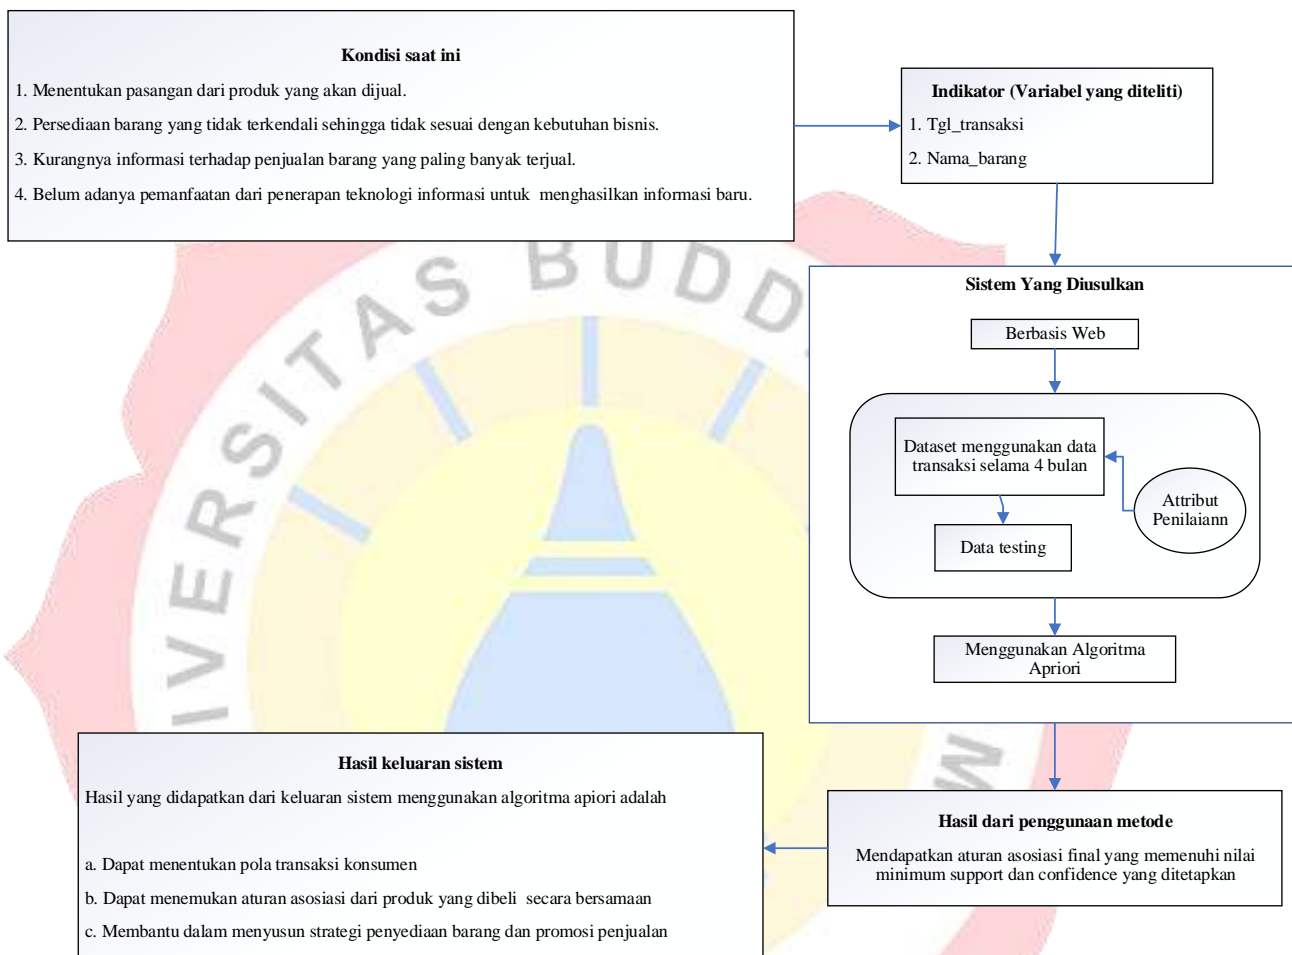 Kondisi saat ini
1. Menentukan pasangan dari produk yang akan dijual.
2. Persediaan barang yang tidak terkendali sehingga tidak sesuai dengan kebutuhan bisnis.
3. Kurangnya informasi terhadap penjualan barang yang paling banyak terjual.
4. Belum adanya pemanfaatan dari penerapan teknologi informasi untuk menghasilkan informasi baru.
Indikator (Variabel yang diteliti)
1. Tgl_transaksi
2. Nama_barang
Sistem Yang Diusulkan
Berbasis Web
Dataset menggunakan data
transaksi selama 4 bulan
Attribut
Penilaiann
Data testing
Menggunakan Algoritma
Apriori
Hasil dari penggunaan metode
Mendapatkan aturan asosiasi final yang memenuhi nilai
minimum support dan confidence yang ditetapkan
Hasil keluaran sistem
Hasil yang didapatkan dari keluaran sistem menggunakan algoritma apiori adalah
a. Dapat menentukan pola transaksi konsumen
b. Dapat menemukan aturan asosiasi dari produk yang dibeli secara bersamaan
c. Membantu dalam menyusun strategi penyediaan barang dan promosi penjualan
IVERSITAS BUDD
M